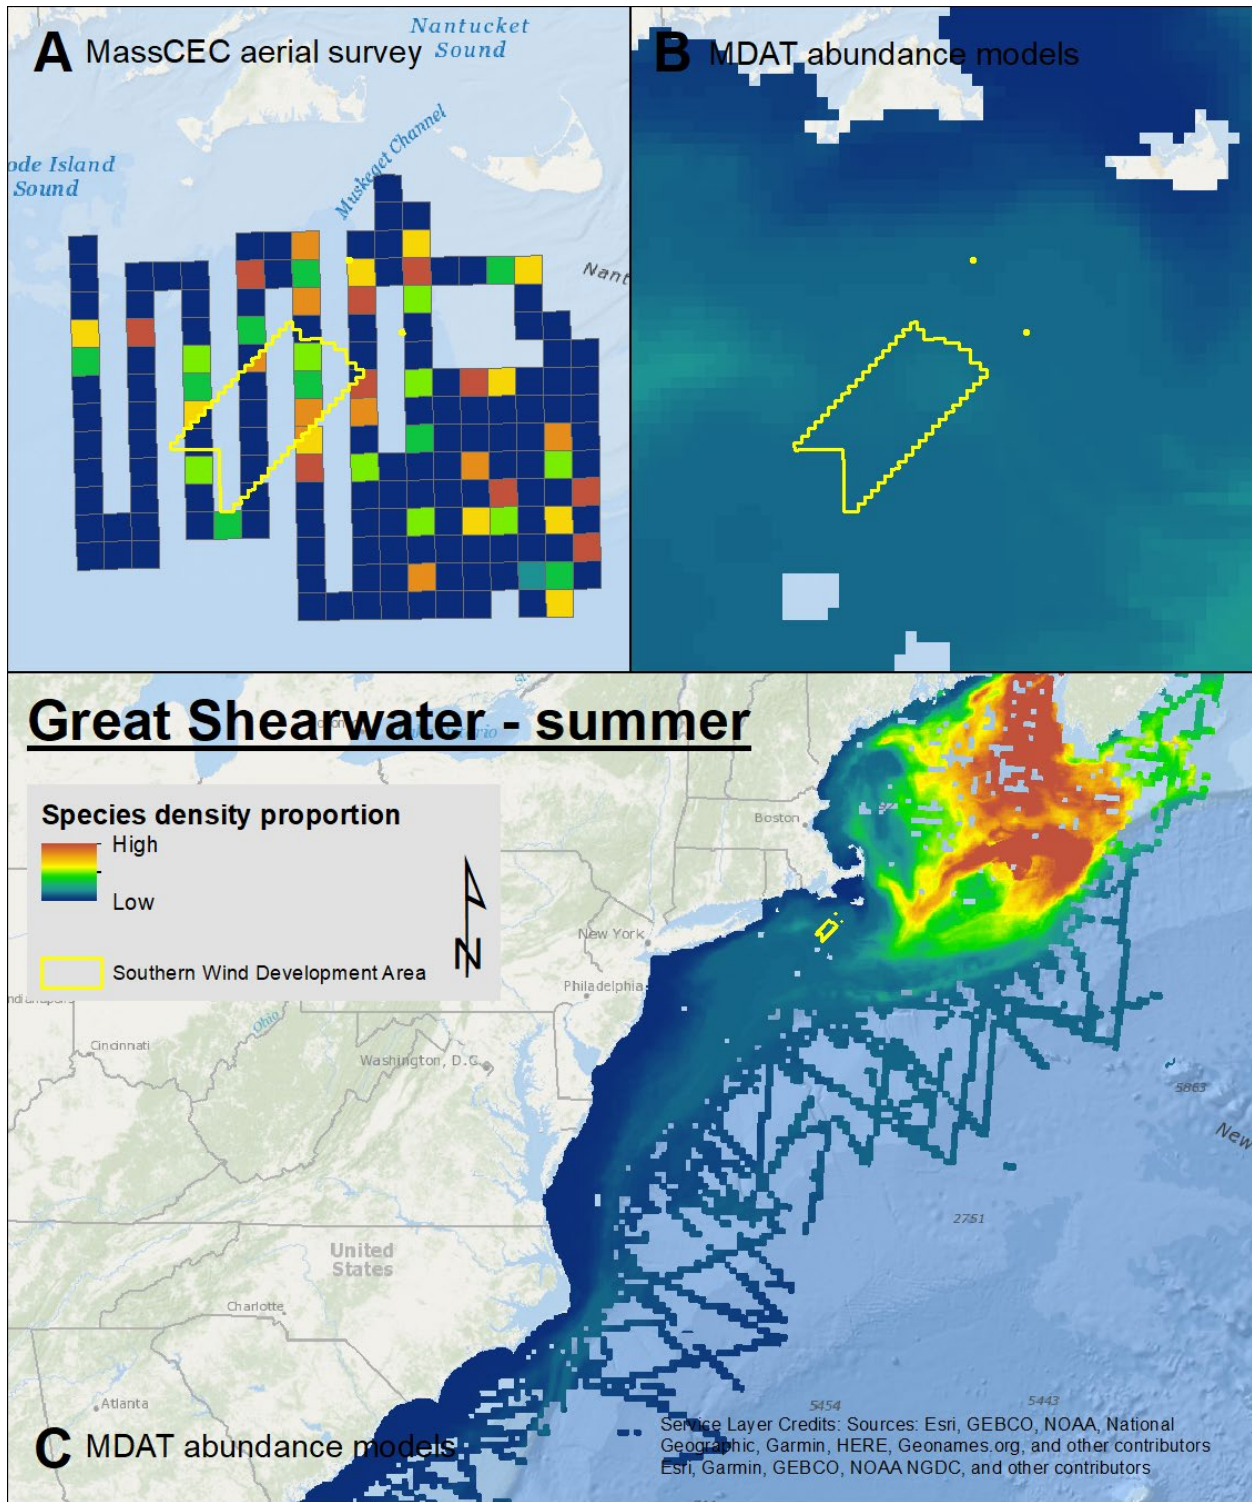 A MassCEC aerial survey
Nantucket
Sound
Muskeget Channel
ode Island
Sound
Nant
B MDAT abundance models
Great Shearwater - summer
Species density proportion
High
Low
N
Southern Wind Development Area
Boston
New York
Philadelphia
Ohio
Cincinnati
Washington, D.C.
5863
New
2751
United
States
Charlotte
Atlanta
5454
5443
C MDAT abundance models
Service Layer Credits: Sources: Esri, GEBCO, NOAA, National
Geographic, Garmin, HERE, Geonames.org, and other contributors
Esri, Garmin, GEBCO, NOAA NGDC, and other contributors